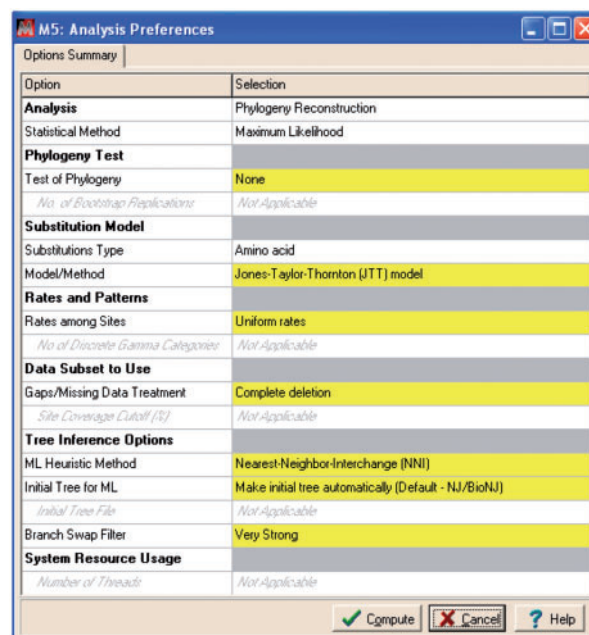 M5: Analysis Preferences
Options Summary
Option Selection
Analysis Phylogeny Reconstruction
Statistical Method Maximum Likelihood
Phylogeny Test
Test of Phylogeny None
No. of Bootstrap Replications Not Applicable
Substitution Model
Substitutions Type Amino acid
Model/Method Jones-Taylor-Thornton (JTT) model
Rates and Patterns
Rates among Sites Uniform rates
No of Discrete Gamma Categories Not Applicable
Data Subset to Use
Gaps/Missing Data Treatment Complete deletion
Site Coverage Cutoff (%) Not Applicable
Tree Inference Options
ML Heuristic Method Nearest-Neighbor-Interchange (NNI)
Initial Tree for ML Make initial tree automatically (Default - NJ/BioNJ)
Initial Tree File Not Applicable
Branch Swap Filter Very Strong
System Resource Usage
Number of Threads Not Applicable
Compute Cancel Help